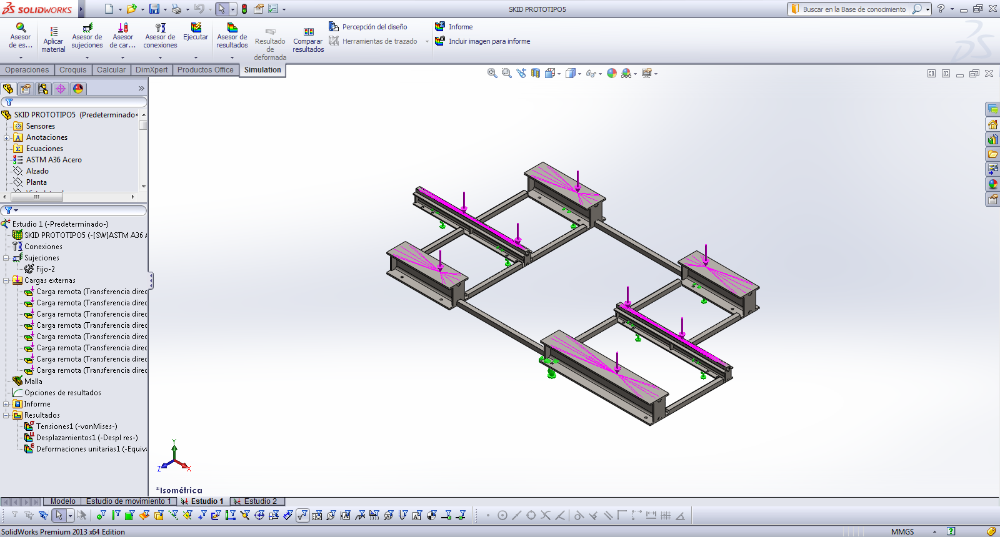 SOLIDWORKS
SKID PROTOTIPO5
Buscar en la Base de conocimiento
Asesor de es...
Aplicar material
Asesor de sujeciones
Asesor de car...
Asesor de conexiones
Ejecutar
Asesor de resultados
Resultado de deformada
Comparar resultados
Percepción del diseño
Herramientas de trazado
Informe
Incluir imagen para informe
Operaciones
Croquis
Calcular
DimXpert
Productos Office
Simulation
SKID PROTOTIPO5 (Predeterminado<
Sensores
Anotaciones
Ecuaciones
ASTM A36 Acero
Alzado
Planta
Estudio 1 (-Predeterminado-)
SKID PROTOTIPO5 (-[SW]ASTM A36
Conexiones
Sujeciones
Fijo-2
Cargas externas
Carga remota (Transferencia direc
Carga remota (Transferencia direc
Carga remota (Transferencia direc
Carga remota (Transferencia direc
Carga remota (Transferencia direc
Carga remota (Transferencia direc
Carga remota (Transferencia direc
Carga remota (Transferencia direc
Malla
Opciones de resultados
Informe
Resultados
Tensiones1 (-vonMises-)
Desplazamientos1 (-Despl res-)
Deformaciones unitarias1 (-Equiv
Y
Z
X
*Isométrica
Modelo
Estudio de movimiento 1
Estudio 1
Estudio 2
SolidWorks Premium 2013 x64 Edition
MMGS